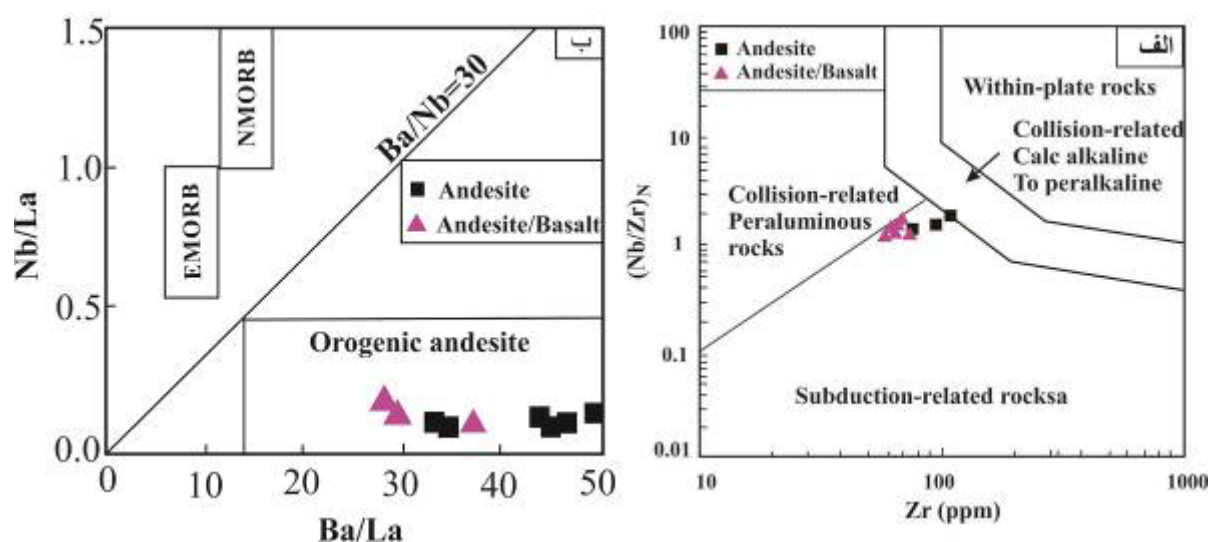 1.5
1.0
0.5
0.0
Nb/La
NMORB
EMORB
Ba/Nb=30
ب
Andesite
Andesite/Basalt
Orogenic andesite
0
10
20
30
40
50
Ba/La
100
10
1
0.1
0.01
(Nb/Zr)N
Andesite
Andesite/Basalt
الف
Within-plate rocks
Collision-related
Calc alkaline
To peralkaline
Collision-related
Peraluminous
rocks
Subduction-related rocksa
10
100
1000
Zr (ppm)